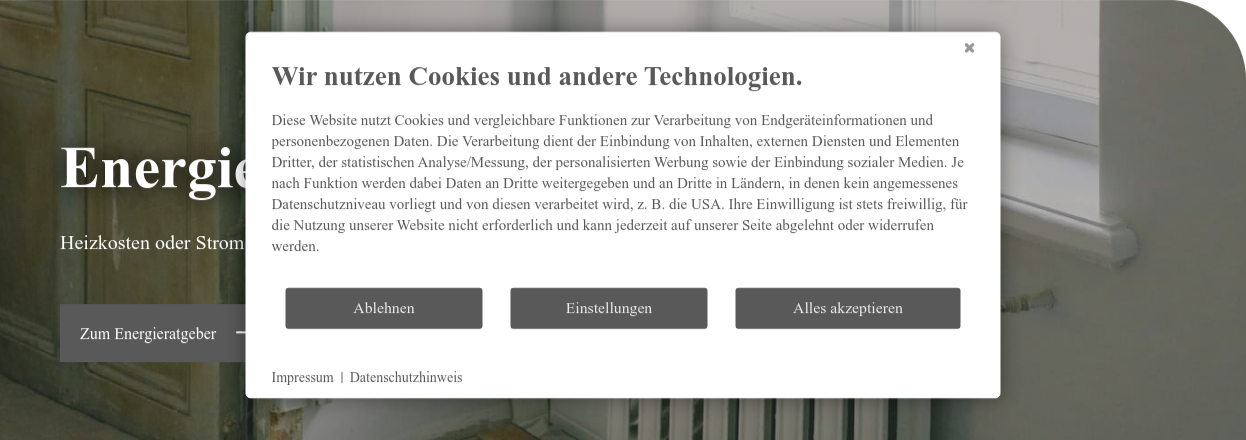 Wir nutzen Cookies und andere Technologien.
Diese Website nutzt Cookies und vergleichbare Funktionen zur Verarbeitung von Endgeräteinformationen und
personenbezogenen Daten. Die Verarbeitung dient der Einbindung von Inhalten, externen Diensten und Elementen
Dritter, der statistischen Analyse/Messung, der personalisierten Werbung sowie der Einbindung sozialer Medien. Je
nach Funktion werden dabei Daten an Dritte weitergegeben und an Dritte in Ländern, in denen kein angemessenes
Datenschutzniveau vorliegt und von diesen verarbeitet wird, z. B. die USA. Ihre Einwilligung ist stets freiwillig, für
die Nutzung unserer Website nicht erforderlich und kann jederzeit auf unserer Seite abgelehnt oder widerrufen
werden.
Ablehnen
Einstellungen
Alles akzeptieren
Impressum | Datenschutzhinweis
Energie
Heizkosten oder Strom
Zum Energieratgeber